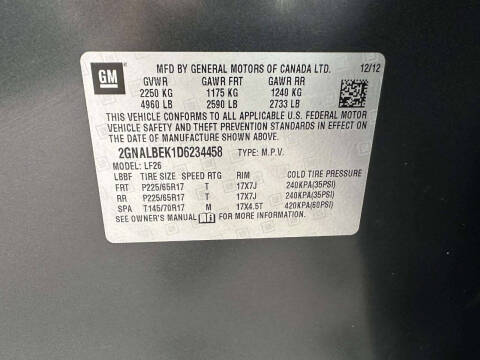 GM
MFD BY GENERAL MOTORS OF CANADA LTD. 12/12
GVWR GAWR FRT GAWR RR
2250 KG 1175 KG 1240 KG
4960 LB 2590 LB 2733 LB
THIS VEHICLE CONFORMS TO ALL APPLICABLE U.S. FEDERAL MOTOR
VEHICLE SAFETY AND THEFT PREVENTION STANDARDS IN EFFECT ON
THE DATE OF MANUFACTURE SHOWN ABOVE.
2GNALBEK1D6234458 TYPE: M.P.V.
MODEL: LF26
LBBF TIRE SIZE SPEED RTG RIM COLD TIRE PRESSURE
FRT P225/65R17 T 17X7J 240KPA(35PSI)
RR P225/65R17 T 17X7J 240KPA(35PSI)
SPA T145/70R17 M 17X4.5T 420KPA(60PSI)
SEE OWNER'S MANUAL i FOR MORE INFORMATION.